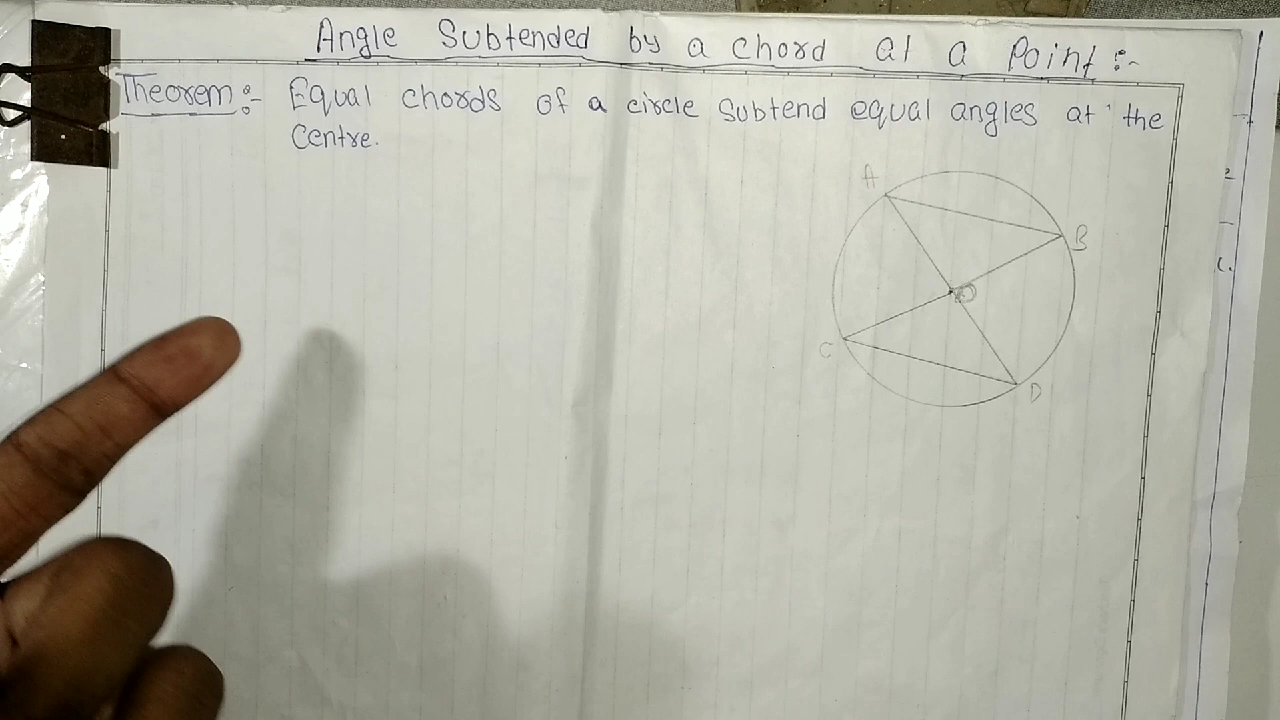 Angle Subtended by a chord at a Point :-
Theorem :- Equal chords of a circle Subtend equal angles at the
Centre.
A
B
O
C
D